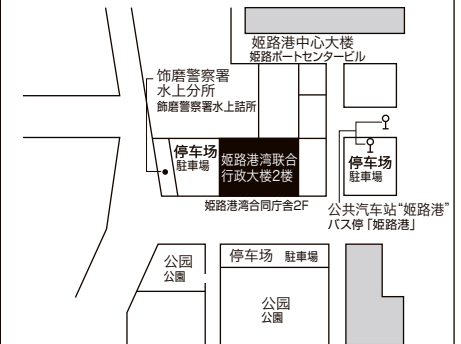 姫路港中心大楼
姫路ポートセンタービル
饰磨警察署
水上分所
飾磨警察署水上詰所
停车场
駐車場
姬路港湾联合
行政大楼2楼
停车场
駐車場
姫路港湾合同庁舎2F
公共汽车站“姬路港”
バス停「姫路港」
公园
公園
停车场 駐車場
公园
公園